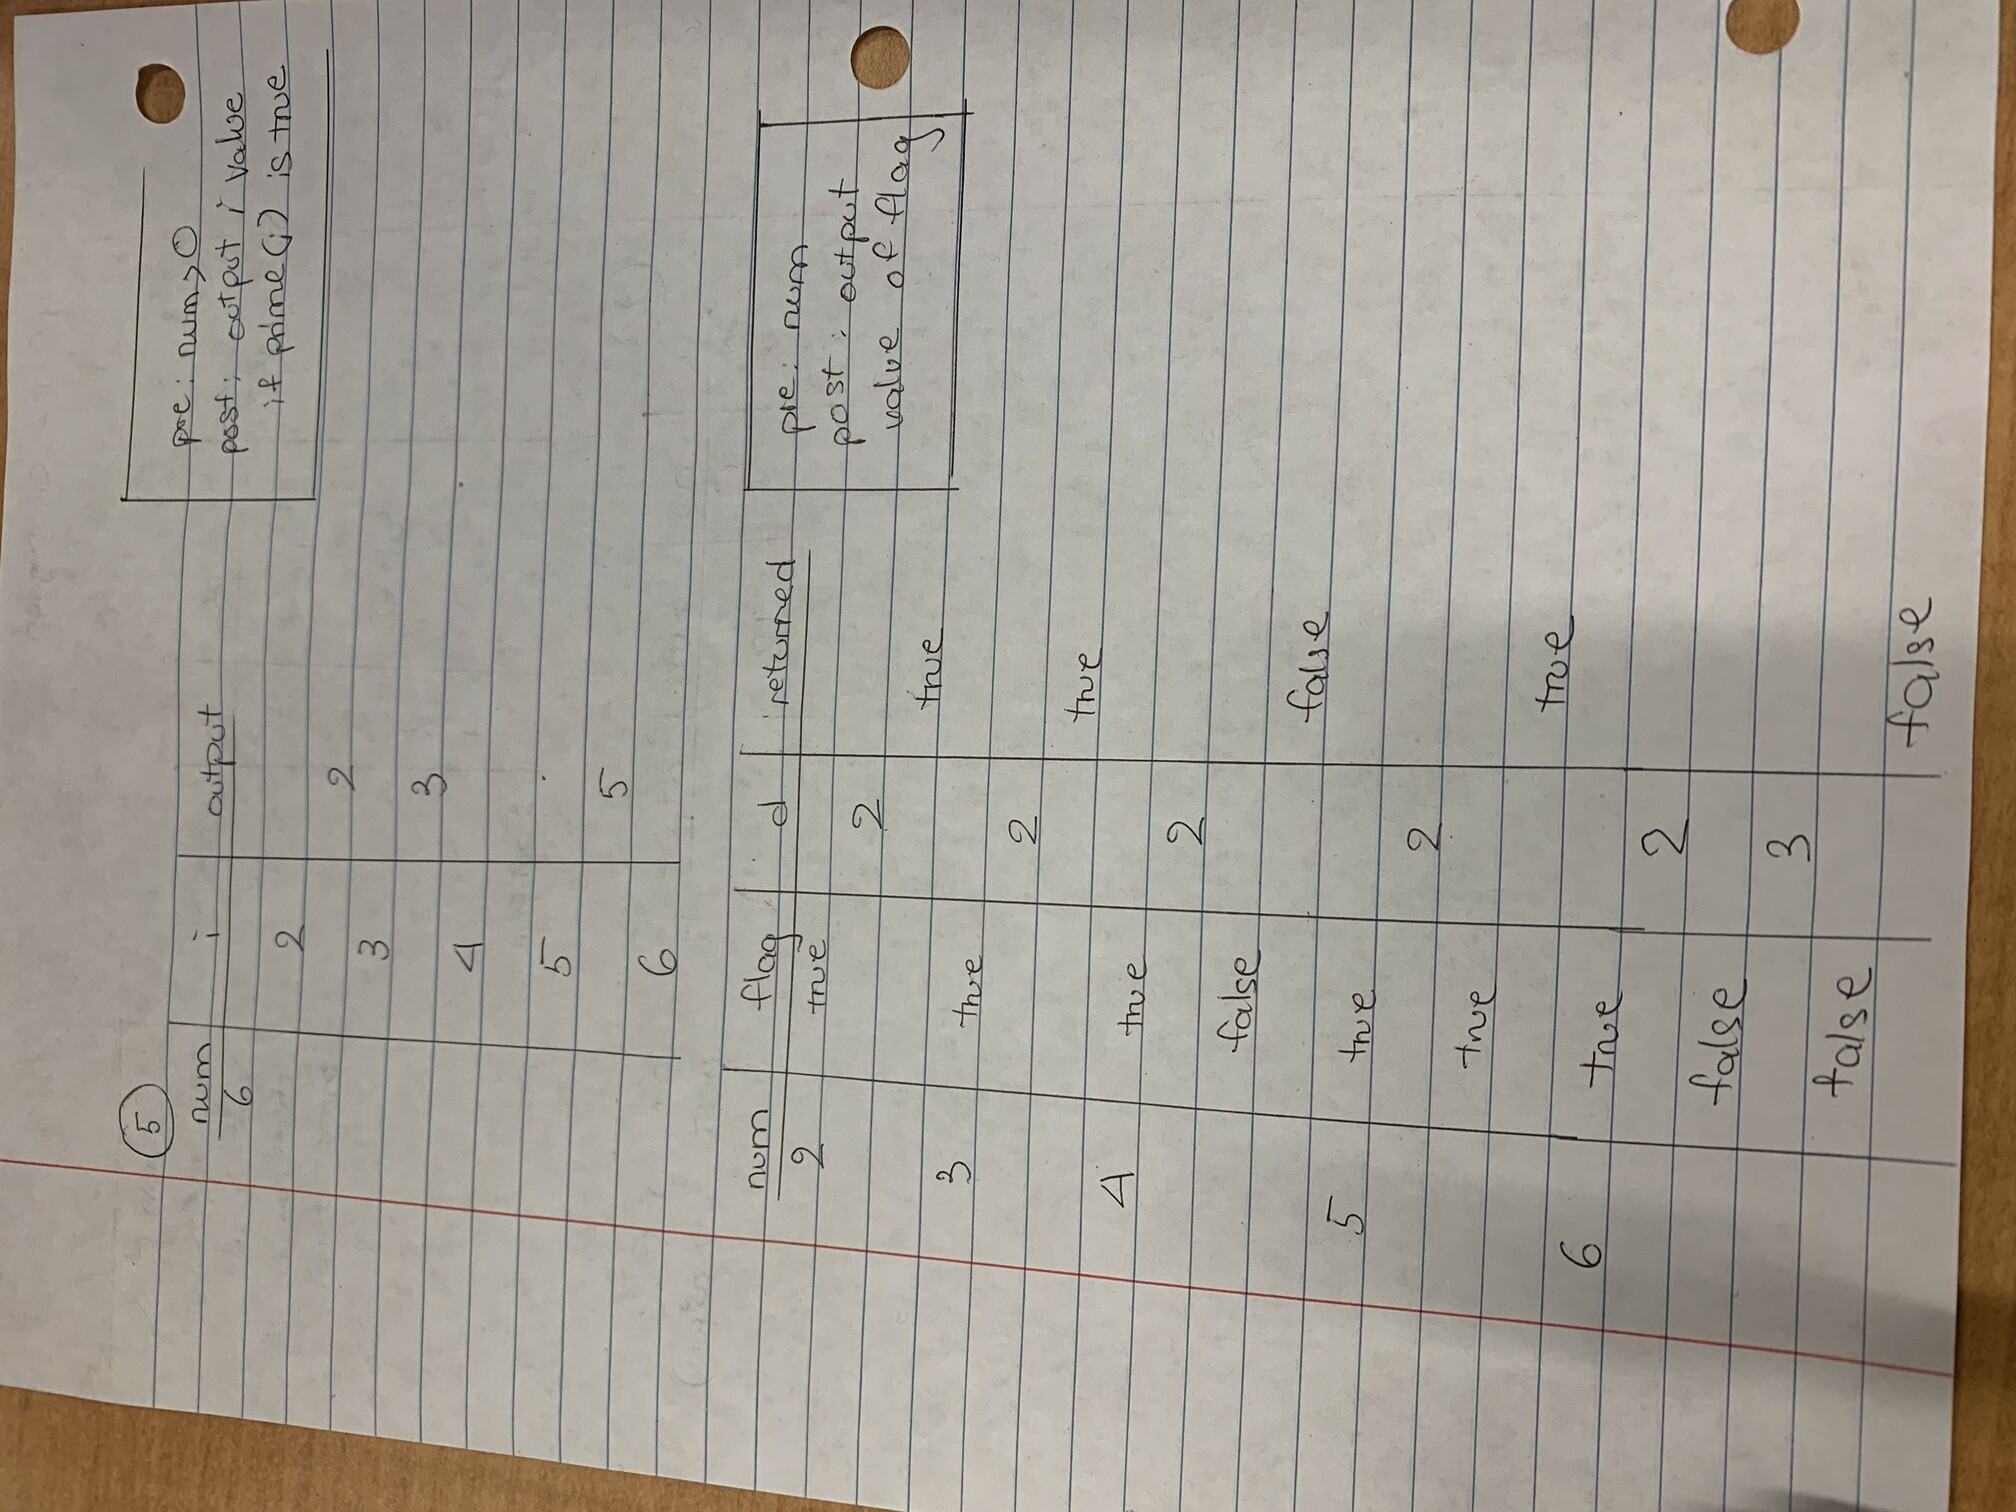 5
num i output
6
2
2
3
3
4
5
5
6
pre: num>0
post: output i value
if prime(i) is true
num flag d returned
2 true
2
true
3 true
2
true
4 true
2
false
false
5 true
2
true
true
6 true
2
false
3
false
false
pre: num
post: output
value of flag